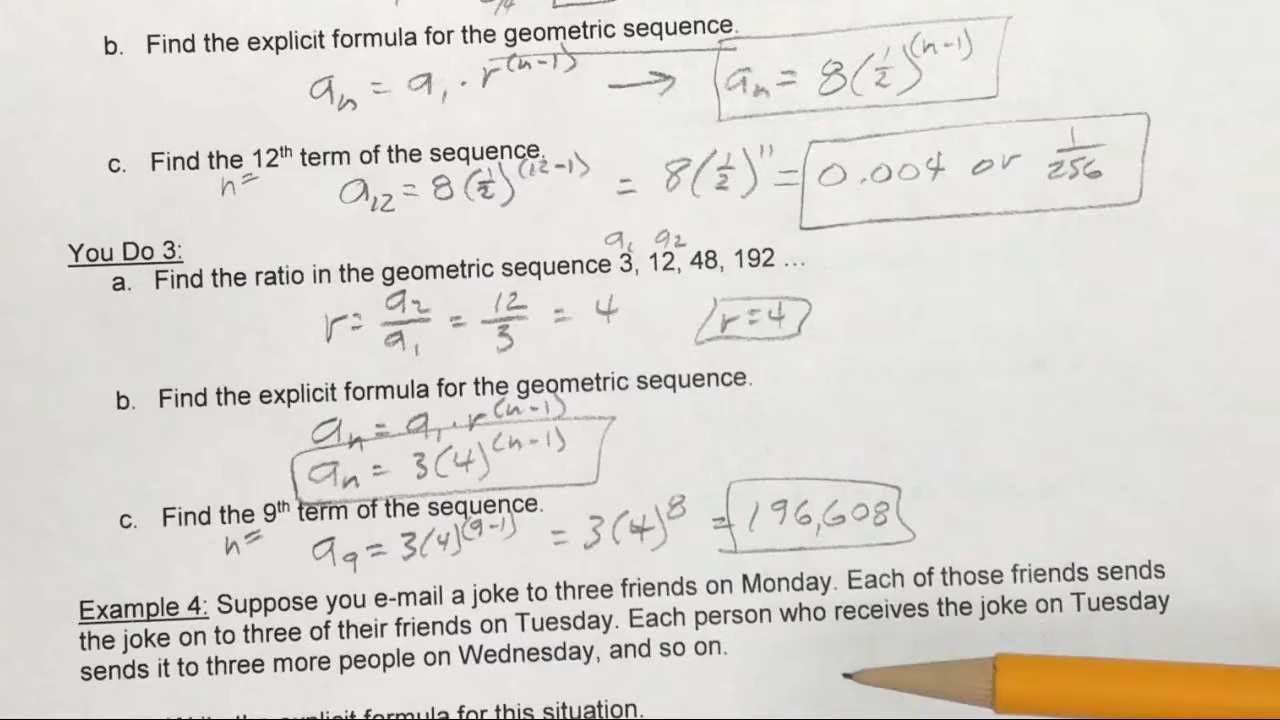 b. Find the explicit formula for the geometric sequence.
aₙ = a₁ · r⁽ⁿ⁻¹⁾ → aₙ = 8(1/2)⁽ⁿ⁻¹⁾
c. Find the 12th term of the sequence.
n= a₁₂ = 8(1/2)⁽¹²⁻¹⁾ = 8(1/2)¹¹ = 0.004 or 1/256
You Do 3:
a₁ a₂
a. Find the ratio in the geometric sequence 3, 12, 48, 192 ...
r = a₂/a₁ = 12/3 = 4 r=4
b. Find the explicit formula for the geometric sequence.
aₙ = a₁ · r⁽ⁿ⁻¹⁾
aₙ = 3(4)⁽ⁿ⁻¹⁾
c. Find the 9th term of the sequence.
n= a₉ = 3(4)⁽⁹⁻¹⁾ = 3(4)⁸ = 196,608
Example 4: Suppose you e-mail a joke to three friends on Monday. Each of those friends sends
the joke on to three of their friends on Tuesday. Each person who receives the joke on Tuesday
sends it to three more people on Wednesday, and so on.
explicit formula for this situation.